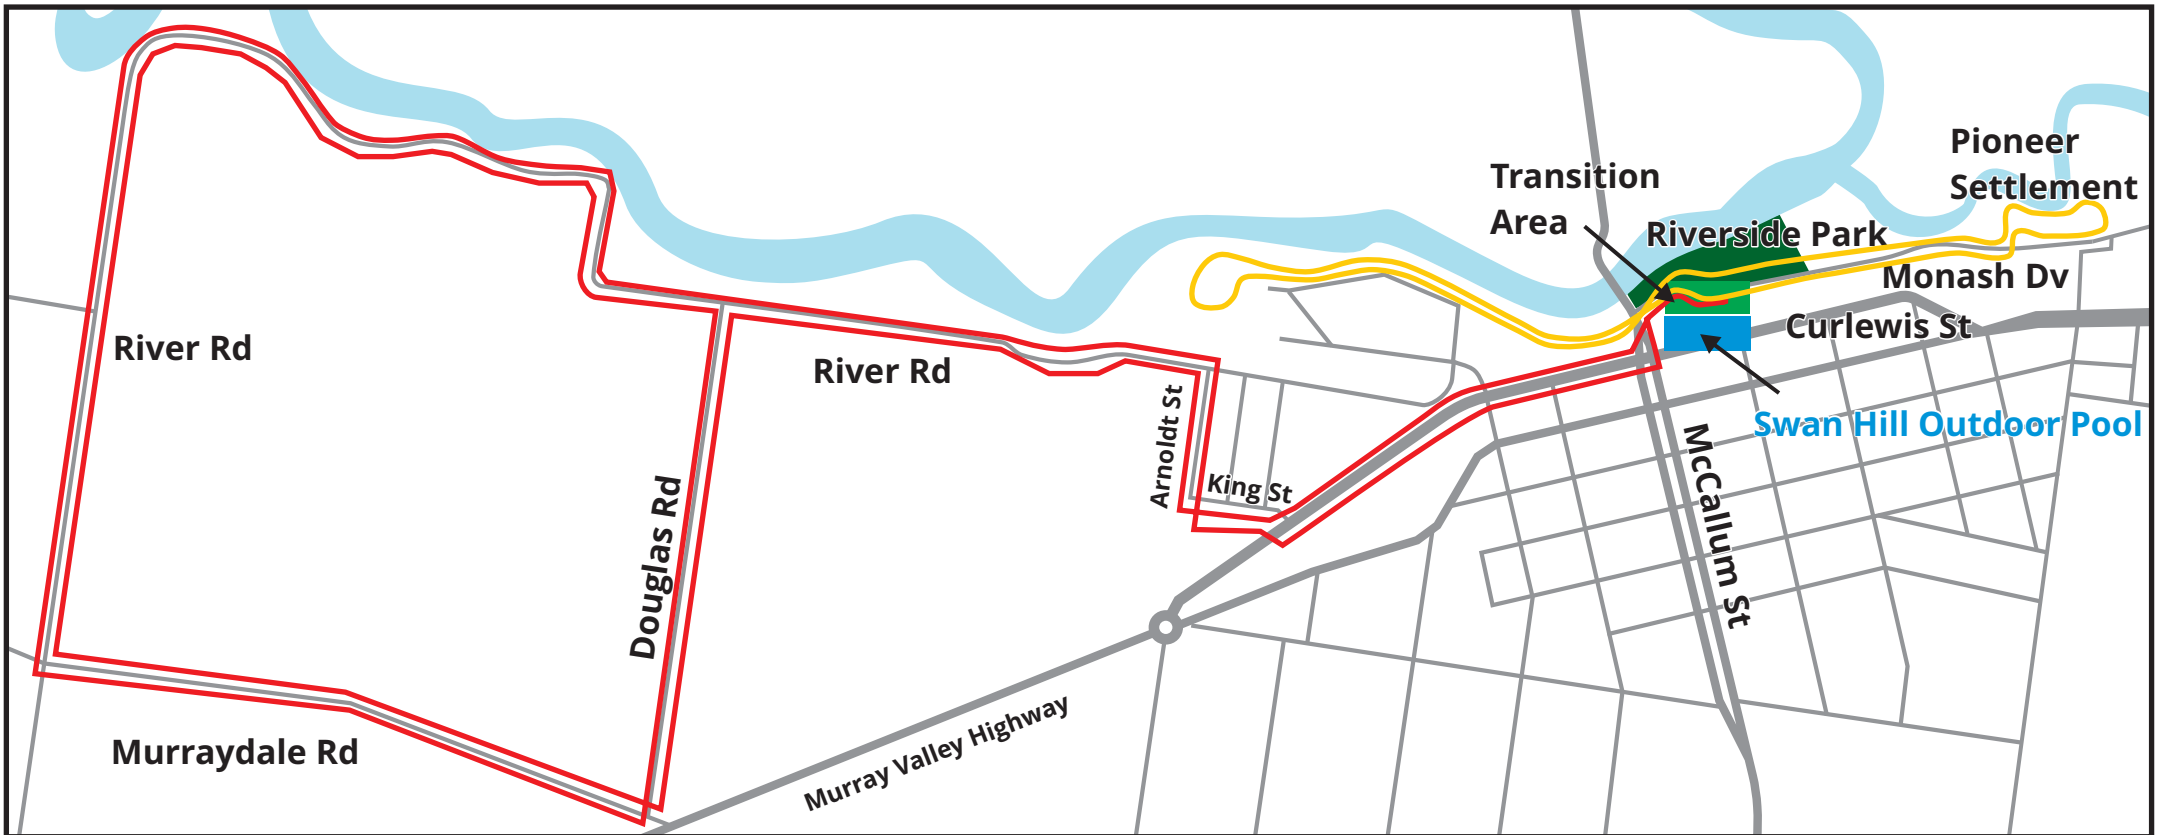 Pioneer
Settlement
Transition
Area
Riverside Park
Monash Dv
Curlewis St
River Rd
River Rd
Arnoldt St
King St
Swan Hill Outdoor Pool
McCallum St
Douglas Rd
Murraydale Rd
Murray Valley Highway